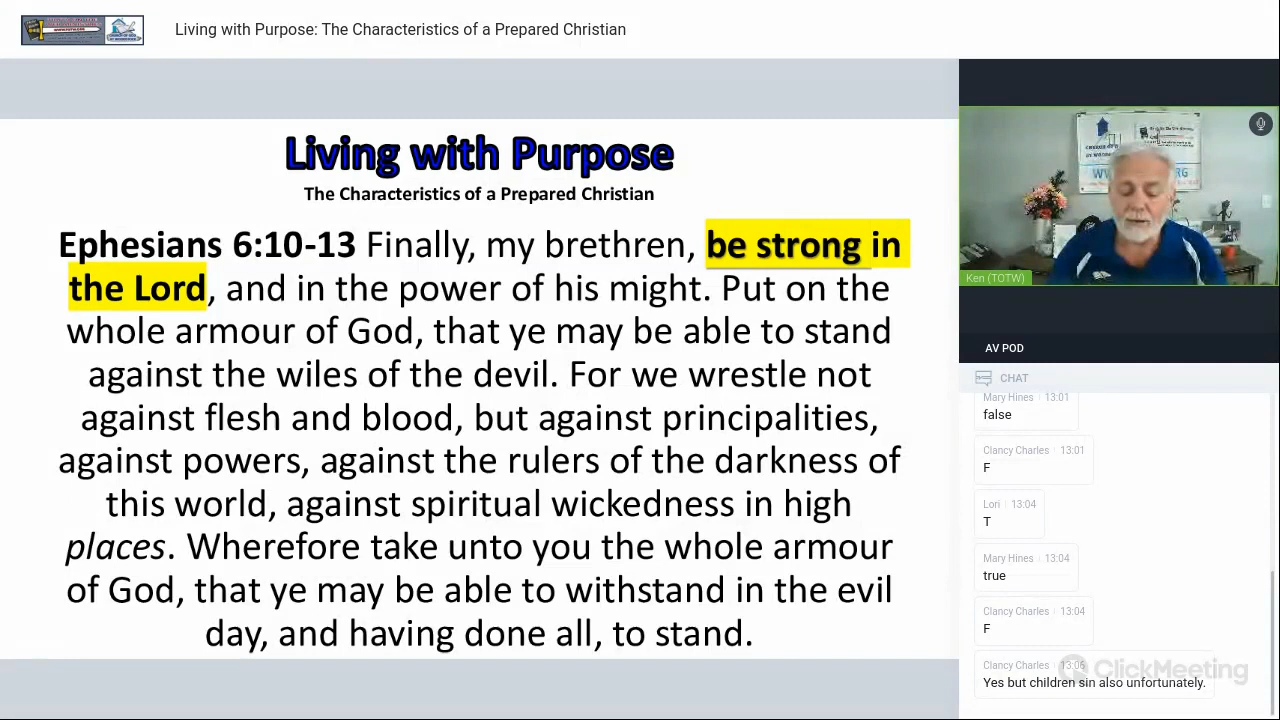 Living with Purpose: The Characteristics of a Prepared Christian
Living with Purpose
The Characteristics of a Prepared Christian
Ephesians 6:10-13 Finally, my brethren, be strong in
the Lord, and in the power of his might. Put on the
whole armour of God, that ye may be able to stand
against the wiles of the devil. For we wrestle not
against flesh and blood, but against principalities,
against powers, against the rulers of the darkness of
this world, against spiritual wickedness in high
places. Wherefore take unto you the whole armour
of God, that ye may be able to withstand in the evil
day, and having done all, to stand.
Ken (TOTW)
AV POD
CHAT
Mary Hines 13:01
false
Clancy Charles 13:01
F
Lori 13:04
T
Mary Hines 13:04
true
Clancy Charles 13:04
F
Clancy Charles 13:06
Yes but children sin also unfortunately.
ClickMeeting